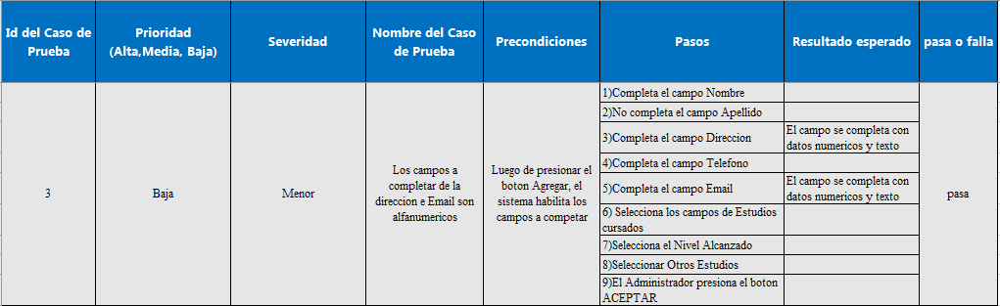 Id del Caso de
Prueba
Prioridad
(Alta,Media, Baja)
Severidad
Nombre del Caso
de Prueba
Precondiciones
Pasos
Resultado esperado
pasa o falla
3
Baja
Menor
Los campos a
completar de la
direccion e Email son
alfanumericos
Luego de presionar el
boton Agregar, el
sistema habilita los
campos a competar
1)Completa el campo Nombre
2)No completa el campo Apellido
3)Completa el campo Direccion
El campo se completa con
datos numericos y texto
4)Completa el campo Telefono
5)Completa el campo Email
El campo se completa con
datos numericos y texto
6) Selecciona los campos de Estudios
cursados
7)Selecciona el Nivel Alcanzado
8)Seleccionar Otros Estudios
9)El Administrador presiona el boton
ACEPTAR
pasa